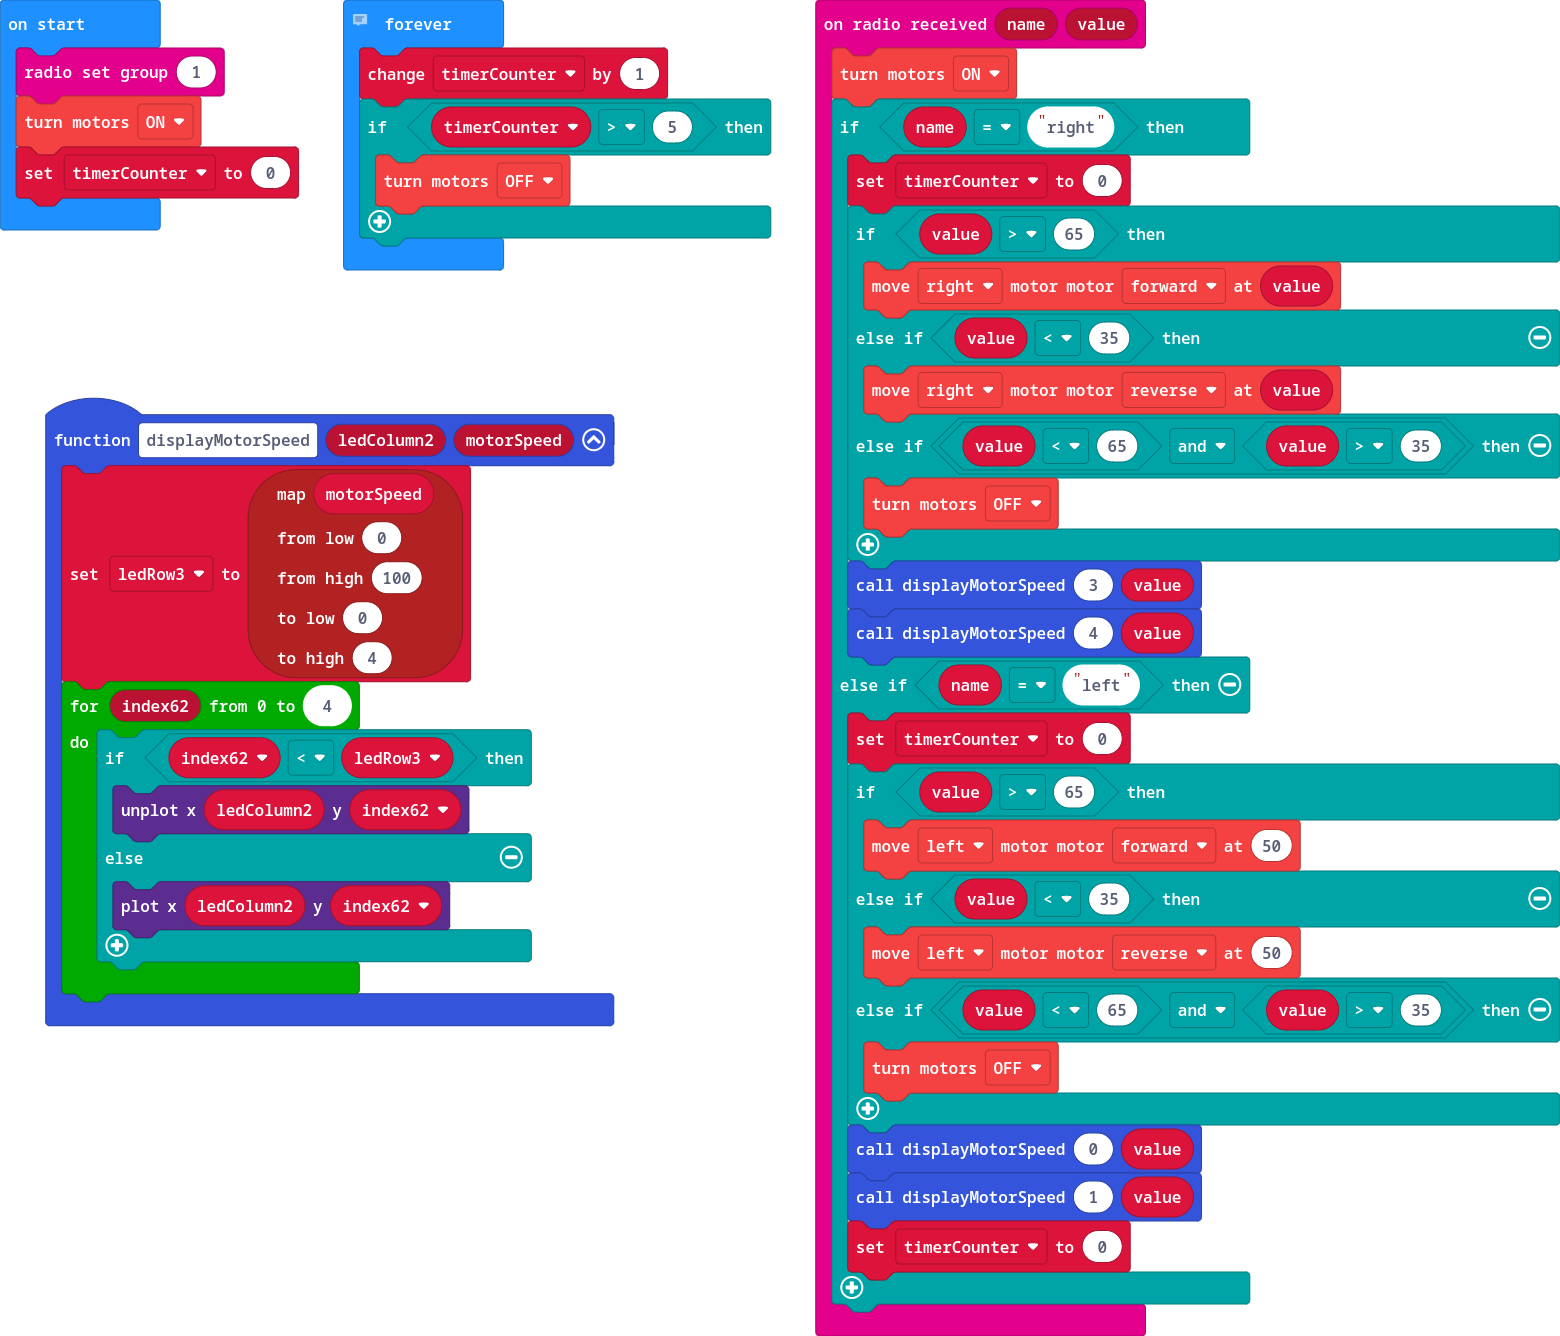 on start
radio set group 1
turn motors ON
set timerCounter to 0
forever
change timerCounter by 1
if timerCounter > 5 then
turn motors OFF
function displayMotorSpeed ledColumn2 motorSpeed
set ledRow3 to
map motorSpeed
from low 0
from high 100
to low 0
to high 4
for index62 from 0 to 4
do
if index62 < ledRow3 then
unplot x ledColumn2 y index62
else
plot x ledColumn2 y index62
on radio received name value
turn motors ON
if name = "right" then
set timerCounter to 0
if value > 65 then
move right motor motor forward at value
else if value < 35 then
move right motor motor reverse at value
else if value < 65 and value > 35 then
turn motors OFF
call displayMotorSpeed 3 value
call displayMotorSpeed 4 value
else if name = "left" then
set timerCounter to 0
if value > 65 then
move left motor motor forward at 50
else if value < 35 then
move left motor motor reverse at 50
else if value < 65 and value > 35 then
turn motors OFF
call displayMotorSpeed 0 value
call displayMotorSpeed 1 value
set timerCounter to 0